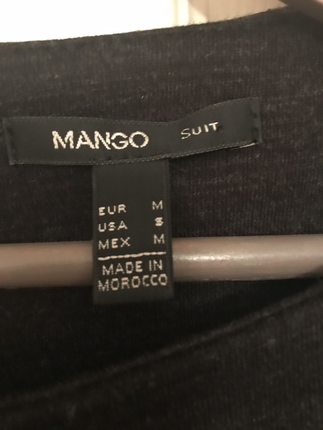 MANGO SUIT
EUR M
USA S
MEX M
MADE IN
MOROCCO